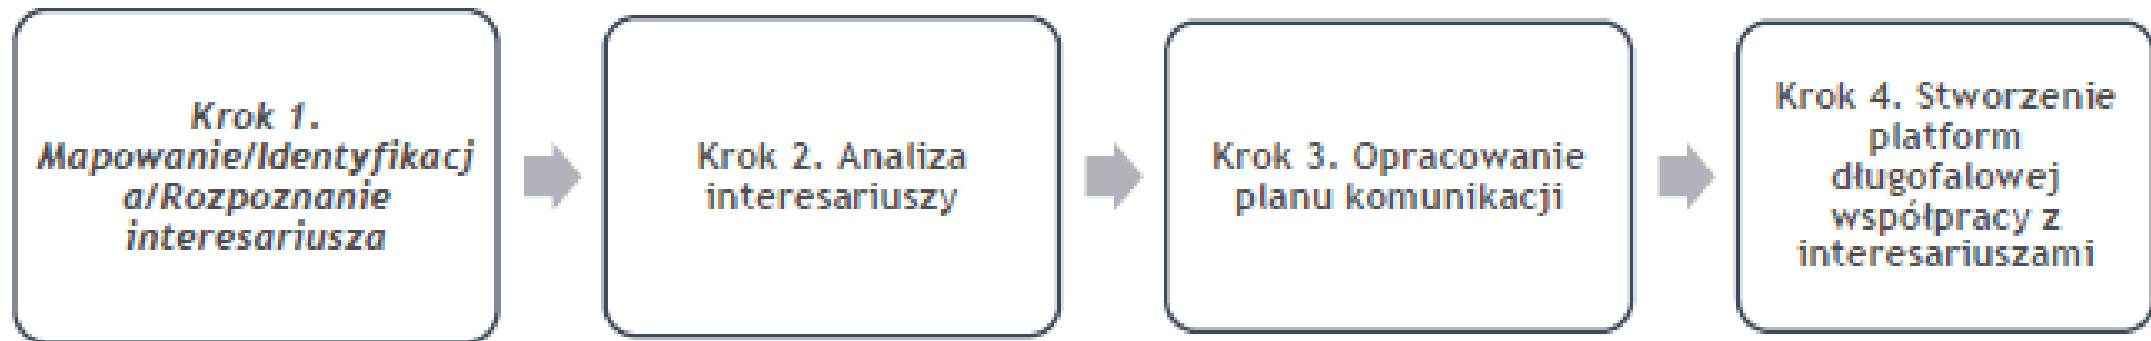 Krok 1.
Mapowanie/Identyfikacj
a/Rozpoznanie
interesariusza
Krok 2. Analiza
interesariuszy
Krok 3. Opracowanie
planu komunikacji
Krok 4. Stworzenie
platform
długofalowej
współpracy z
interesariuszami